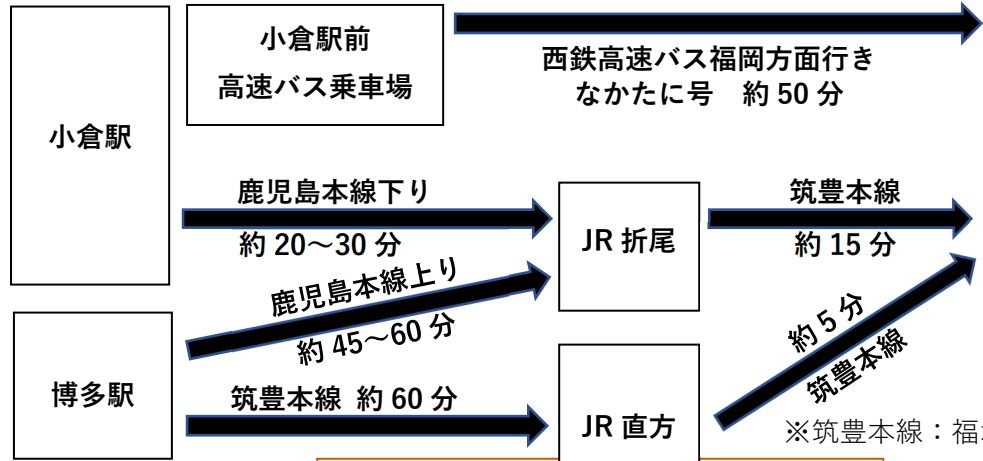 小倉駅前
高速バス乗車場
西鉄高速バス福岡方面行き
なかたに号　約 50 分
小倉駅
鹿児島本線下り
約 20～30 分
JR 折尾
筑豊本線
約 15 分
鹿児島本線上り
約 45～60 分
博多駅
筑豊本線 約 60 分
JR 直方
約 5 分
筑豊本線
※筑豊本線：福